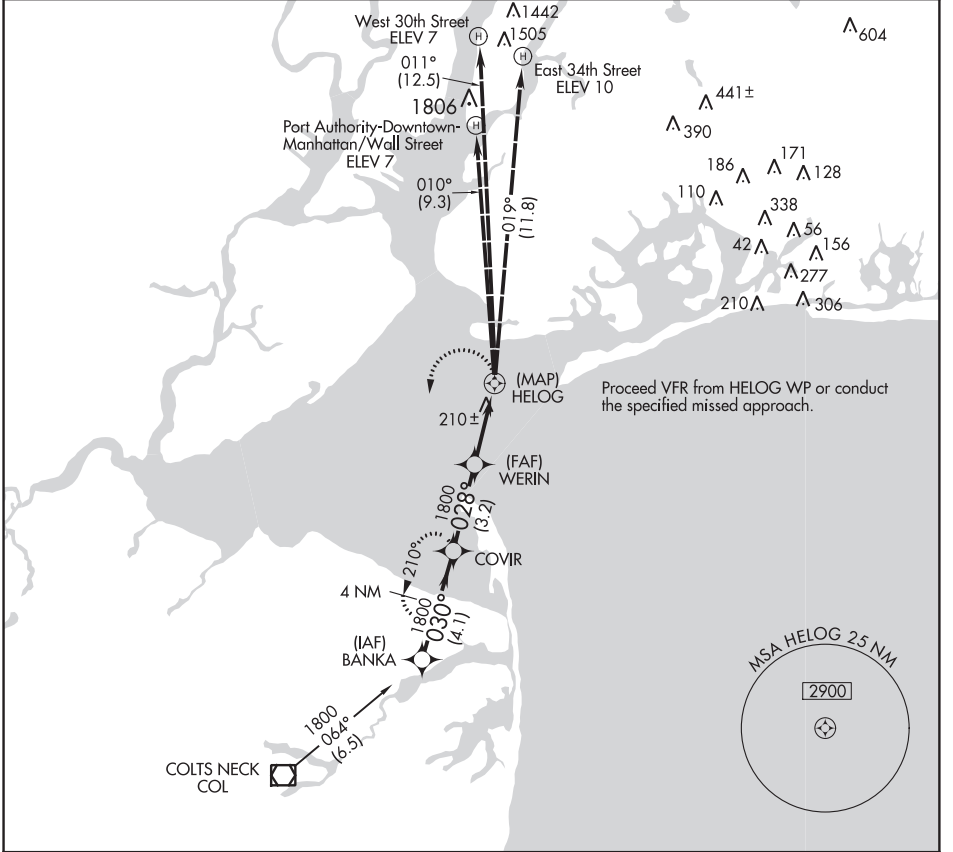 1442
West 30th Street
ELEV 7
1505
604
011°
(12.5)
East 34th Street
ELEV 10
1806
441±
Port Authority-Downtown-
Manhattan/Wall Street
ELEV 7
390
186
171
128
010°
(9.3)
110
019°
(11.8)
338
56
42
156
277
210
306
(MAP)
HELOG
Proceed VFR from HELOG WP or conduct
the specified missed approach.
210±
(FAF)
WERIN
1800
028°
(3.2)
210°
COVIR
4 NM
1800
030°
(4.1)
(IAF)
BANKA
MSA HELOG 25 NM
2900
1800
064°
(6.5)
COLTS NECK
COL
H
H
H